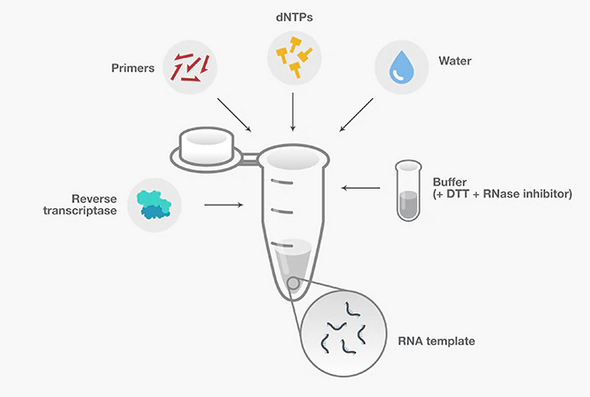 dNTPs
Primers
Water
Reverse
transcriptase
Buffer
(+ DTT + RNase inhibitor)
RNA template